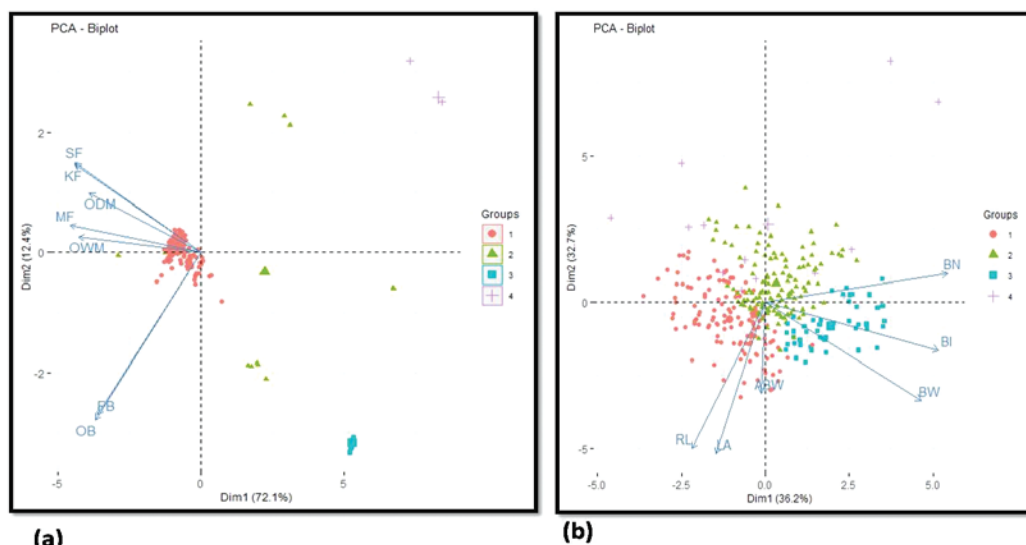 PCA - Biplot
Dim2 (12.4%)
2
0
-2
SF
KF
ODM
MF
OWM
FB
OB
Groups
1
2
3
4
-5
0
5
Dim1 (72.1%)
(a)
PCA - Biplot
Dim2 (32.7%)
5
0
-5
BN
BI
BW
RL
LA
Groups
1
2
3
4
-5.0
-2.5
0.0
2.5
5.0
Dim1 (36.2%)
(b)